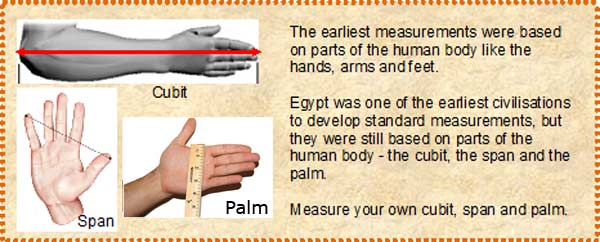 Cubit
Span
Palm
The earliest measurements were based
on parts of the human body like the
hands, arms and feet.
Egypt was one of the earliest civilisations
to develop standard measurements, but
they were still based on parts of the
human body - the cubit, the span and the
palm.
Measure your own cubit, span and palm.